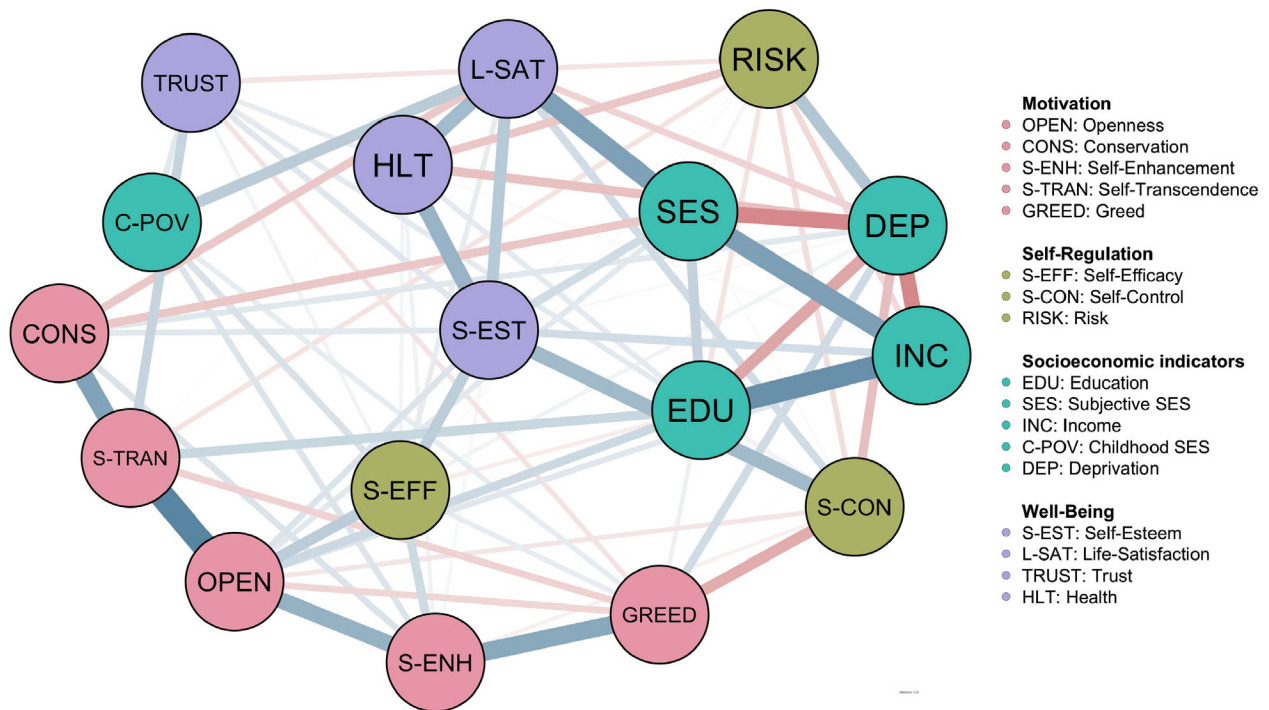 TRUST
L-SAT
RISK
HLT
C-POV
SES
DEP
CONS
S-EST
INC
EDU
S-TRAN
S-EFF
S-CON
OPEN
GREED
S-ENH
Motivation
OPEN: Openness
CONS: Conservation
S-ENH: Self-Enhancement
S-TRAN: Self-Transcendence
GREED: Greed
Self-Regulation
S-EFF: Self-Efficacy
S-CON: Self-Control
RISK: Risk
Socioeconomic indicators
EDU: Education
SES: Subjective SES
INC: Income
C-POV: Childhood SES
DEP: Deprivation
Well-Being
S-EST: Self-Esteem
L-SAT: Life-Satisfaction
TRUST: Trust
HLT: Health